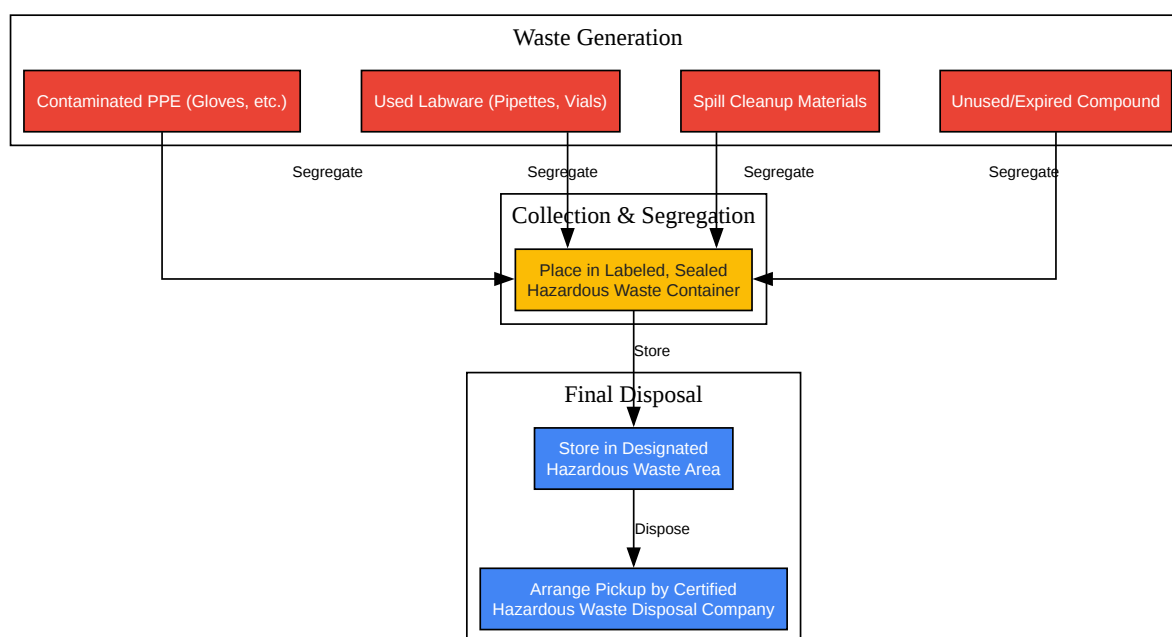 Waste Generation
Contaminated PPE (Gloves, etc.)
Used Labware (Pipettes, Vials)
Spill Cleanup Materials
Unused/Expired Compound
Segregate
Segregate
Segregate
Segregate
Collection & Segregation
Place in Labeled, Sealed
Hazardous Waste Container
Store
Final Disposal
Store in Designated
Hazardous Waste Area
Dispose
Arrange Pickup by Certified
Hazardous Waste Disposal Company